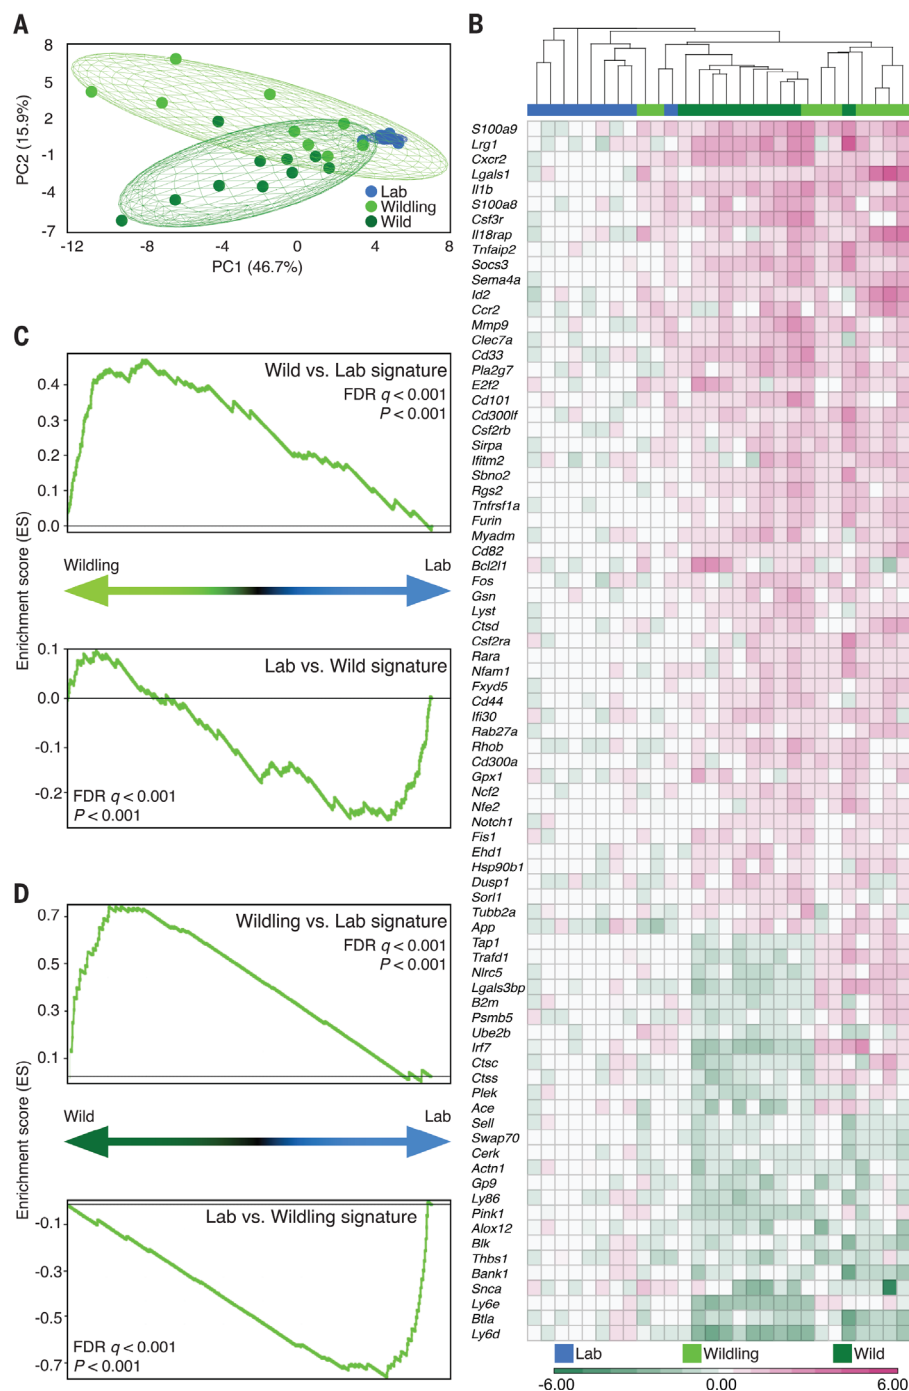 A
8
5
2
-1
-4
-7
PC2 (15.9%)
-12
-8
-4
0
4
8
PC1 (46.7%)
Lab
Wildling
Wild
B
S100a9
Lrg1
Cxcr2
Lgals1
Il1b
S100a8
Csf3r
Il18rap
Tnfaip2
Socs3
Sema4a
Id2
Ccr2
Mmp9
Clec7a
Cd33
Pla2g7
E2f2
Cd101
Cd300lf
Csf2rb
Sirpa
Ifitm2
Sbno2
Rgs2
Tnfrsf1a
Furin
Myadm
Cd82
Bcl2l1
Fos
Gsn
Lyst
Ctsd
Csf2ra
Rara
Nfam1
Fxyd5
Cd44
Ifi30
Rab27a
Rhob
Cd300a
Gpx1
Ncf2
Nfe2
Notch1
Fis1
Ehd1
Hsp90b1
Dusp1
Sorl1
Tubb2a
App
Tap1
Trafd1
Nlrc5
Lgals3bp
B2m
Psmb5
Ube2b
Irf7
Ctsc
Ctss
Plek
Ace
Sell
Swap70
Cerk
Actn1
Gp9
Ly86
Pink1
Alox12
Blk
Thbs1
Bank1
Snca
Ly6e
Btla
Ly6d
Lab
Wildling
Wild
-6.00
0.00
6.00
C
Wild vs. Lab signature
FDR q < 0.001
P < 0.001
0.4
0.3
0.2
0.1
0.0
Enrichment score (ES)
Wildling
Lab
0.1
0.0
-0.1
-0.2
Lab vs. Wild signature
FDR q < 0.001
P < 0.001
D
0.7
0.5
0.3
0.1
Wildling vs. Lab signature
FDR q < 0.001
P < 0.001
Enrichment score (ES)
Wild
Lab
-0.1
-0.3
-0.5
-0.7
Lab vs. Wildling signature
FDR q < 0.001
P < 0.001